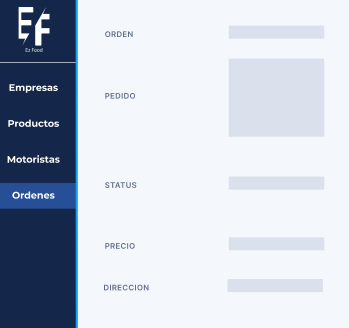 EF
Ez Food
Empresas
Productos
Motoristas
Ordenes
ORDEN
PEDIDO
STATUS
PRECIO
DIRECCION